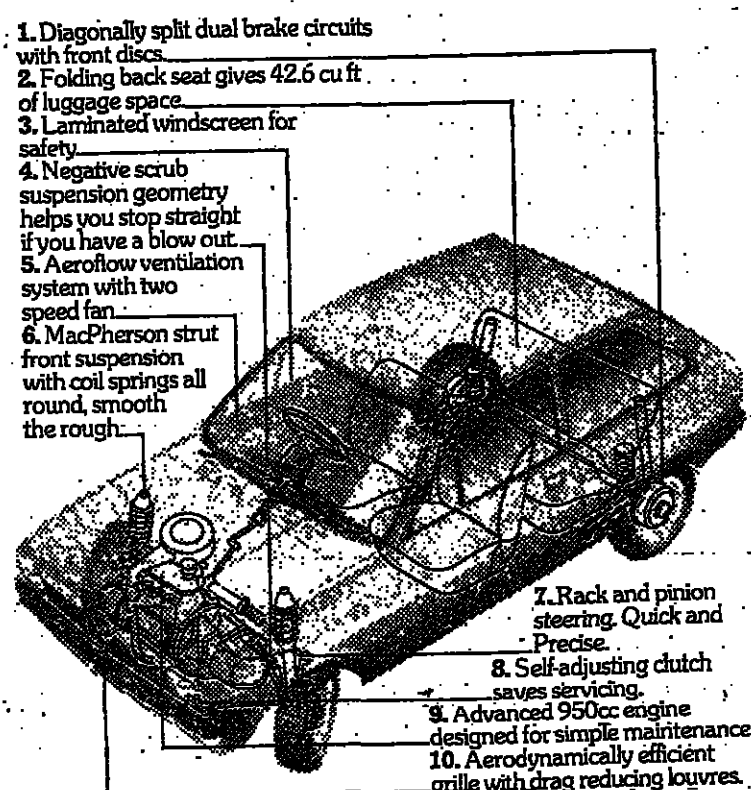 1. Diagonally split dual brake circuits
with front discs.
2. Folding back seat gives 42.6 cu ft
of luggage space.
3. Laminated windscreen for
safety.
4. Negative scrub
suspension geometry
helps you stop straight
if you have a blow out.
5. Aeroflow ventilation
system with two
speed fan.
6. MacPherson strut
front suspension
with coil springs all
round, smooth
the rough.
7. Rack and pinion
steering. Quick and
Precise.
8. Self-adjusting clutch
saves servicing.
9. Advanced 950cc engine
designed for simple maintenance
10. Aerodynamically efficient
grille with drag reducing louvres.